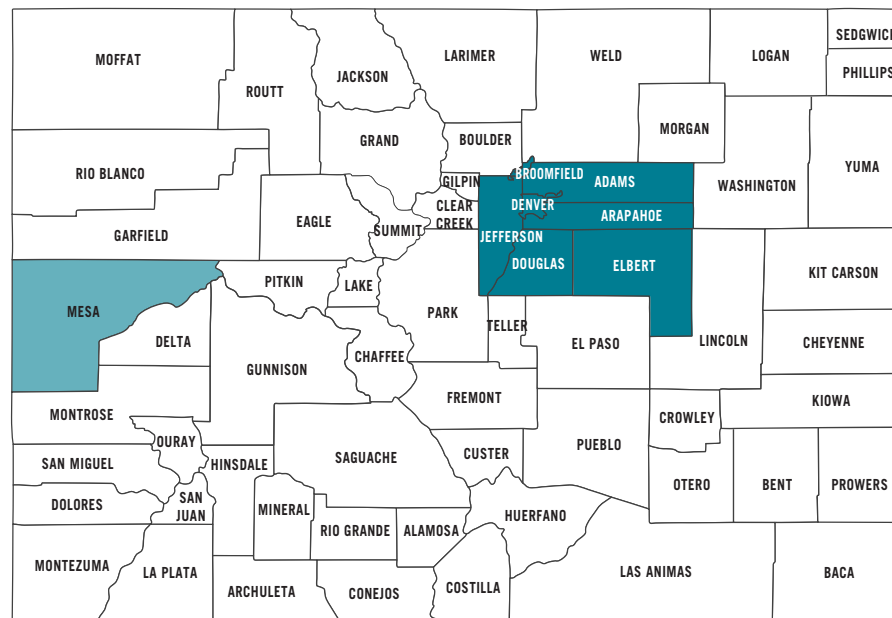 MOFFAT
ROUTT
JACKSON
LARIMER
WELD
LOGAN
SEDGWICK
PHILLIPS
MORGAN
GRAND
BOULDER
RIO BLANCO
BROOMFIELD
GILPIN
ADAMS
WASHINGTON
YUMA
CLEAR
CREEK
DENVER
ARAPAHOE
EAGLE
SUMMIT
GARFIELD
JEFFERSON
DOUGLAS
ELBERT
KIT CARSON
PITKIN
LAKE
MESA
PARK
TELLER
DELTA
EL PASO
LINCOLN
CHEYENNE
CHAFFEE
GUNNISON
FREMONT
KIOWA
MONTROSE
CROWLEY
OURAY
CUSTER
PUEBLO
SAN MIGUEL
HINSDALE
SAGUACHE
OTERO
BENT
PROWERS
DOLORES
SAN
JUAN
MINERAL
RIO GRANDE
ALAMOSA
HUERFANO
MONTEZUMA
LA PLATA
ARCHULETA
CONEJOS
COSTILLA
LAS ANIMAS
BACA